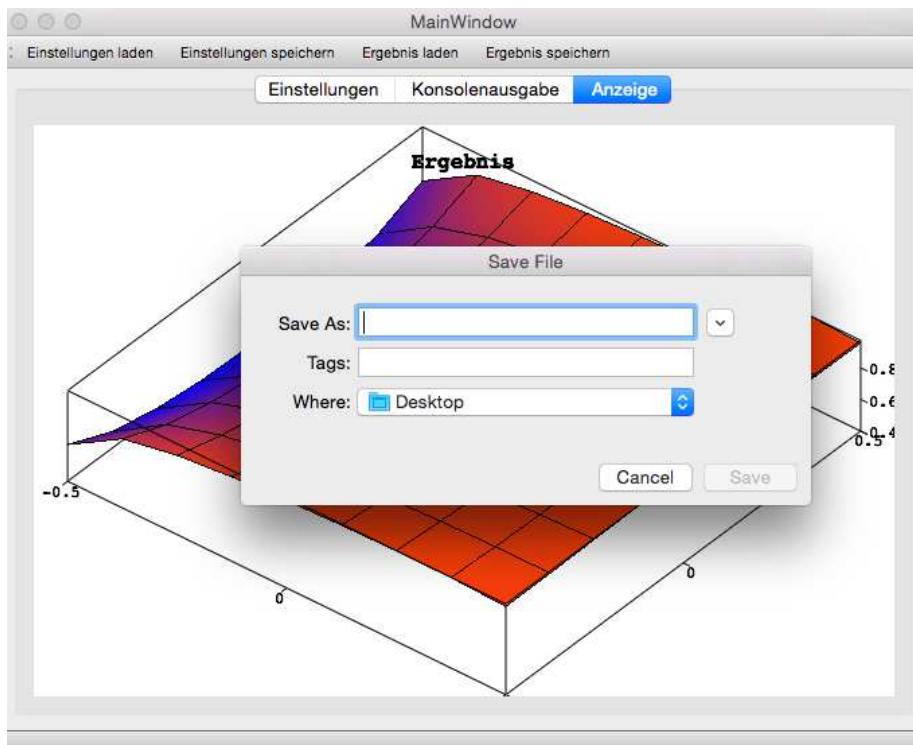 MainWindow
Einstellungen laden Einstellungen speichern Ergebnis laden Ergebnis speichern
Einstellungen Konsolenausgabe Anzeige
Ergebnis
Save File
Save As:
Tags:
Where: Desktop
Cancel Save
0.8
0.6
0.4
0.5
-0.5
0
0